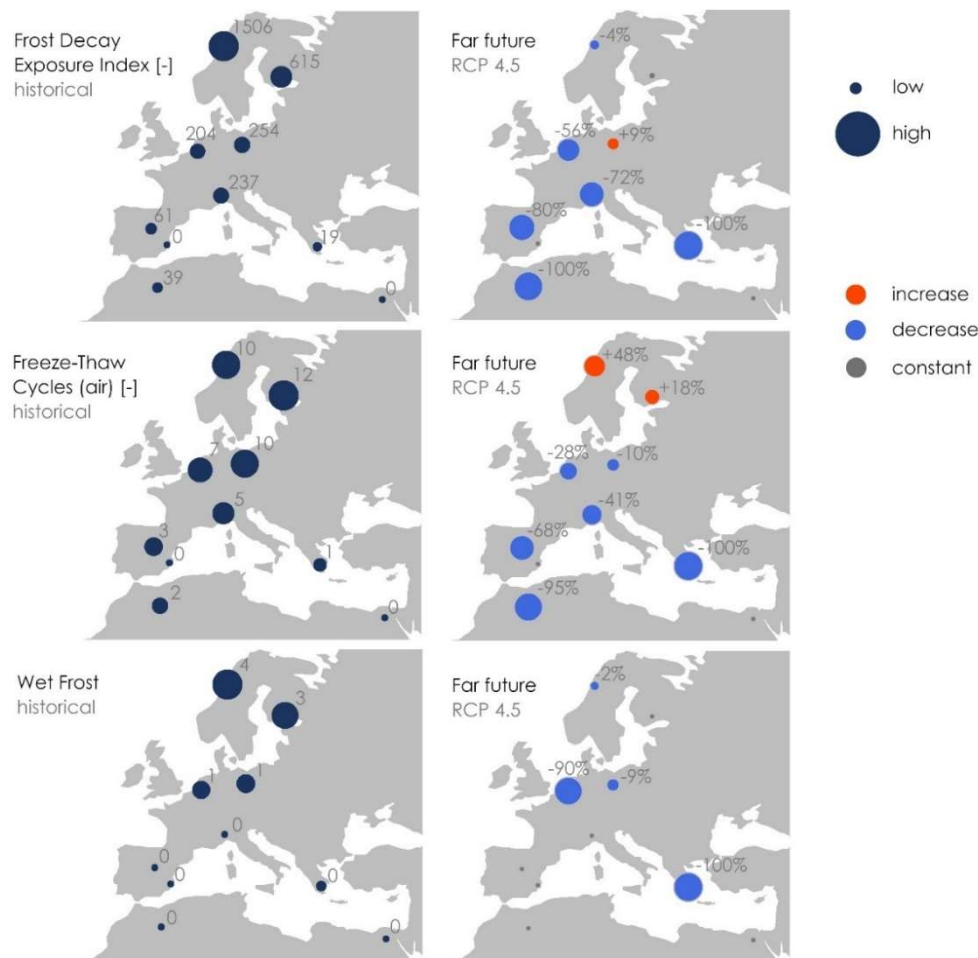 Frost Decay
Exposure Index [-]
historical
1506
615
204
254
237
61
0
19
39
0
Far future
RCP 4.5
-4%
-56%
+9%
-72%
-80%
-100%
-100%
low
high
increase
decrease
constant
Freeze-Thaw
Cycles (air) [-]
historical
10
12
7
10
5
3
0
1
2
0
Far future
RCP 4.5
+48%
+18%
-28%
-10%
-41%
-68%
-100%
-95%
Wet Frost
historical
4
3
1
1
0
0
0
0
0
0
Far future
RCP 4.5
-2%
-90%
-9%
-100%